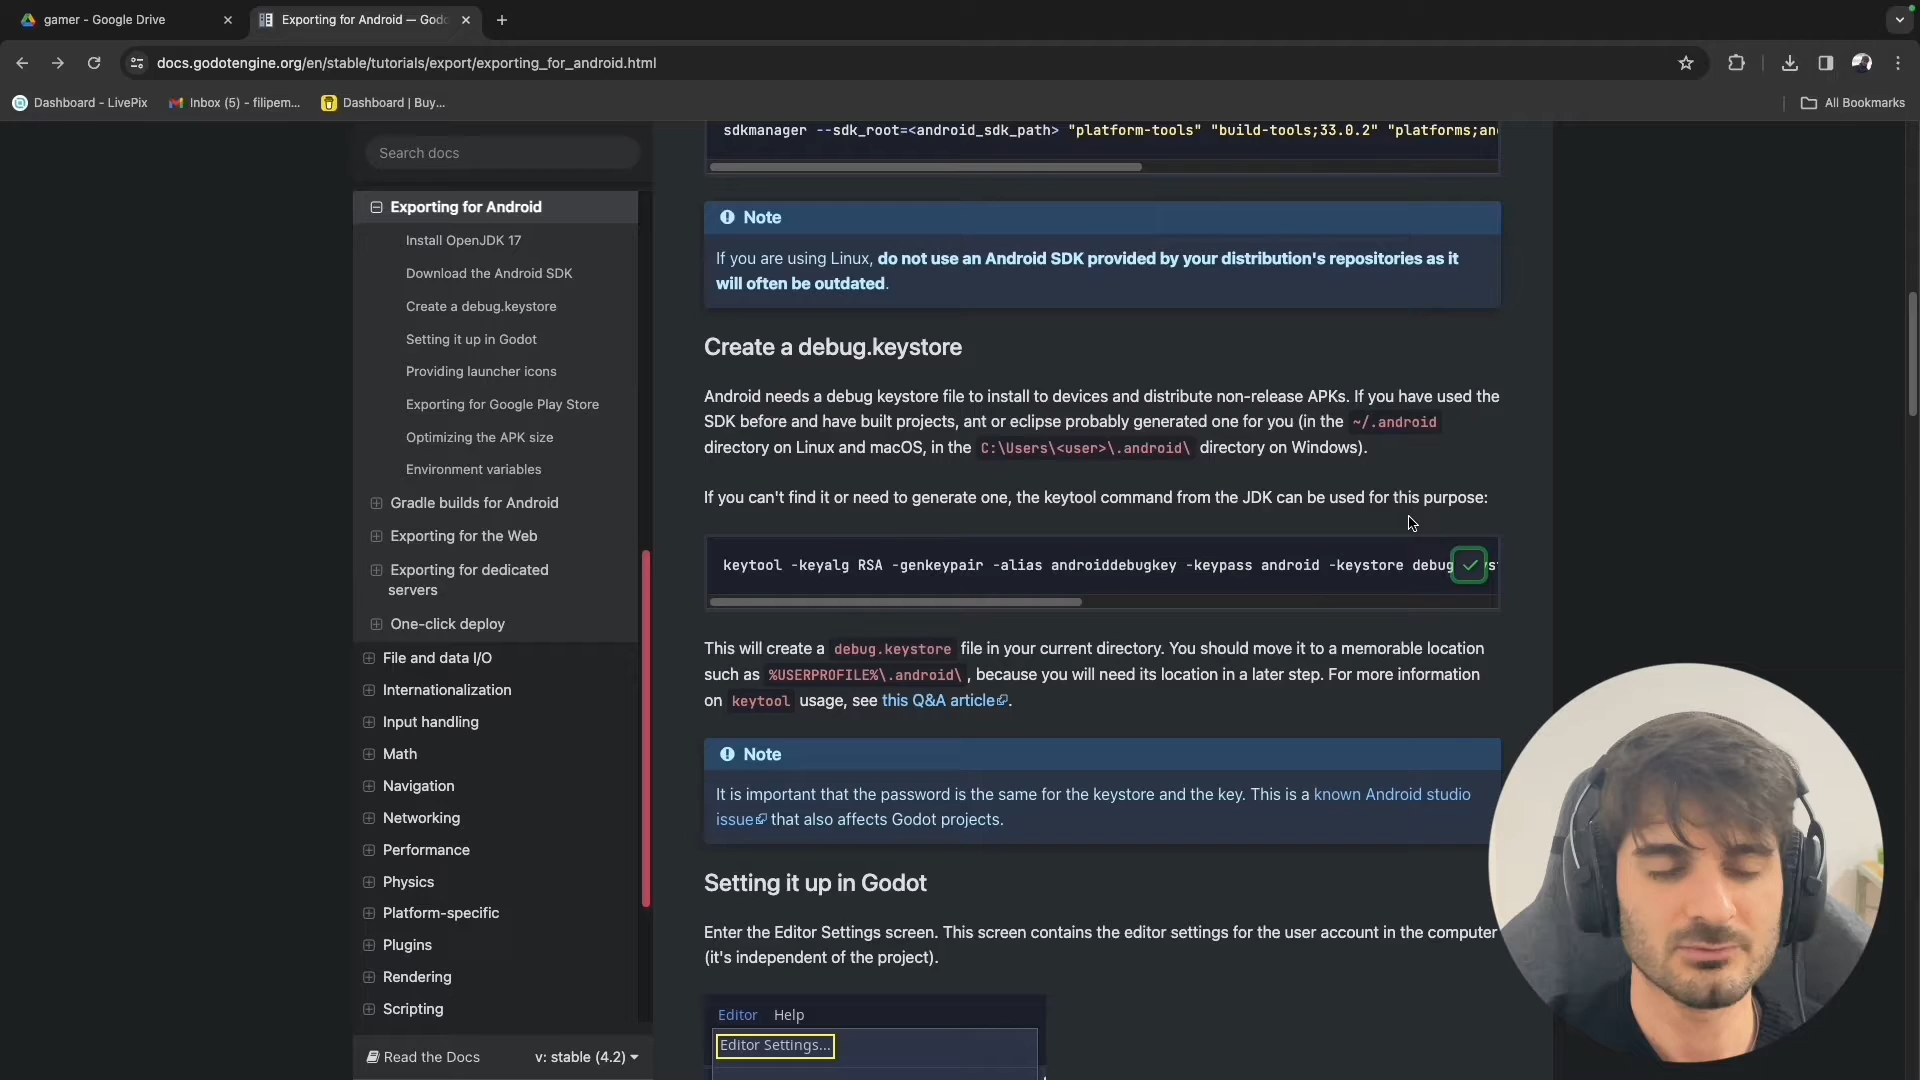 gamer - Google Drive
Exporting for Android — Godo
docs.godotengine.org/en/stable/tutorials/export/exporting_for_android.html
Dashboard - LivePix
Inbox (5) - filipem...
Dashboard | Buy...
All Bookmarks
Search docs
Exporting for Android
Install OpenJDK 17
Download the Android SDK
Create a debug.keystore
Setting it up in Godot
Providing launcher icons
Exporting for Google Play Store
Optimizing the APK size
Environment variables
Gradle builds for Android
Exporting for the Web
Exporting for dedicated
servers
One-click deploy
File and data I/O
Internationalization
Input handling
Math
Navigation
Networking
Performance
Physics
Platform-specific
Plugins
Rendering
Scripting
Read the Docs
v: stable (4.2)
sdkmanager --sdk_root=<android_sdk_path> "platform-tools" "build-tools;33.0.2" "platforms;an
Note
If you are using Linux, do not use an Android SDK provided by your distribution's repositories as it
will often be outdated.
Create a debug.keystore
Android needs a debug keystore file to install to devices and distribute non-release APKs. If you have used the
SDK before and have built projects, ant or eclipse probably generated one for you (in the ~/.android
directory on Linux and macOS, in the C:\Users\<user>\.android\ directory on Windows).
If you can't find it or need to generate one, the keytool command from the JDK can be used for this purpose:
keytool -keyalg RSA -genkeypair -alias androiddebugkey -keypass android -keystore debug
This will create a debug.keystore file in your current directory. You should move it to a memorable location
such as %USERPROFILE%\.android\ , because you will need its location in a later step. For more information
on keytool usage, see this Q&A article.
Note
It is important that the password is the same for the keystore and the key. This is a known Android studio
issue that also affects Godot projects.
Setting it up in Godot
Enter the Editor Settings screen. This screen contains the editor settings for the user account in the computer
(it's independent of the project).
Editor Help
Editor Settings...